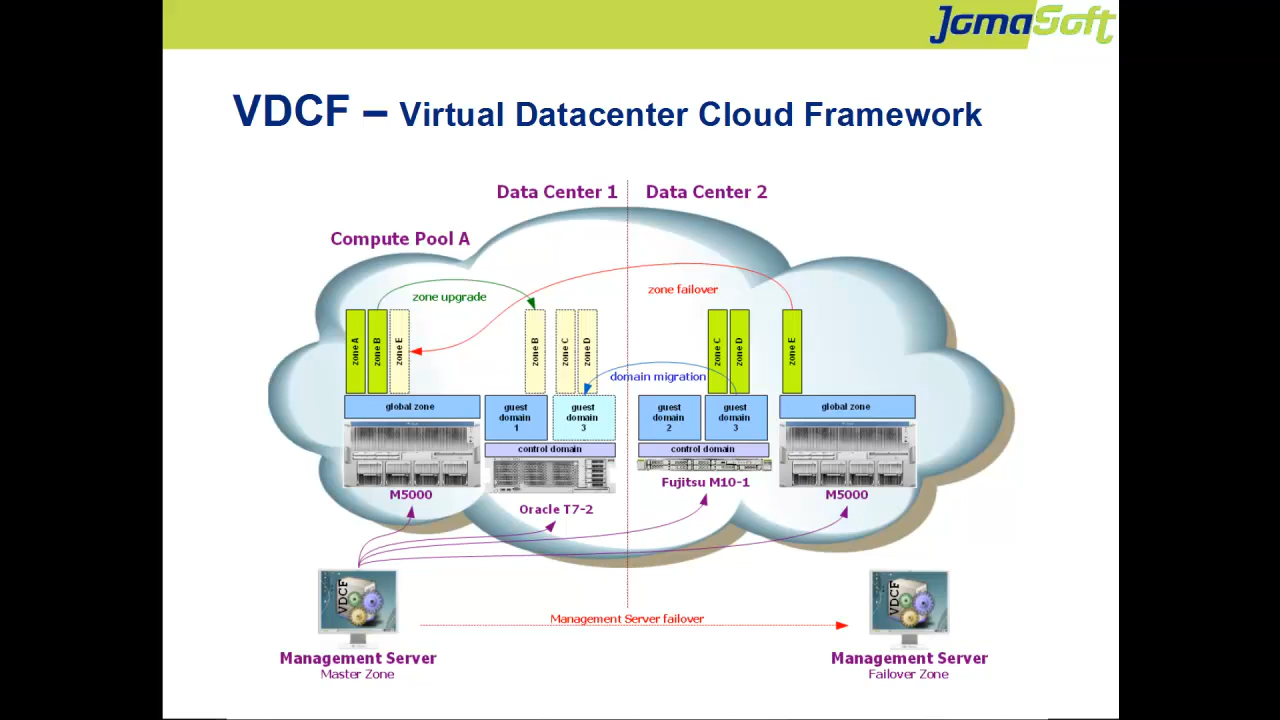 JomaSoft
VDCF – Virtual Datacenter Cloud Framework
Data Center 1
Data Center 2
Compute Pool A
zone upgrade
zone failover
zone A
zone B
zone E
zone B
zone C
zone D
zone C
zone D
zone E
domain migration
global zone
guest
domain
1
guest
domain
3
guest
domain
2
guest
domain
3
global zone
control domain
control domain
M5000
Oracle T7-2
Fujitsu M10-1
M5000
VDCF
VDCF
Management Server failover
Management Server
Master Zone
Management Server
Failover Zone